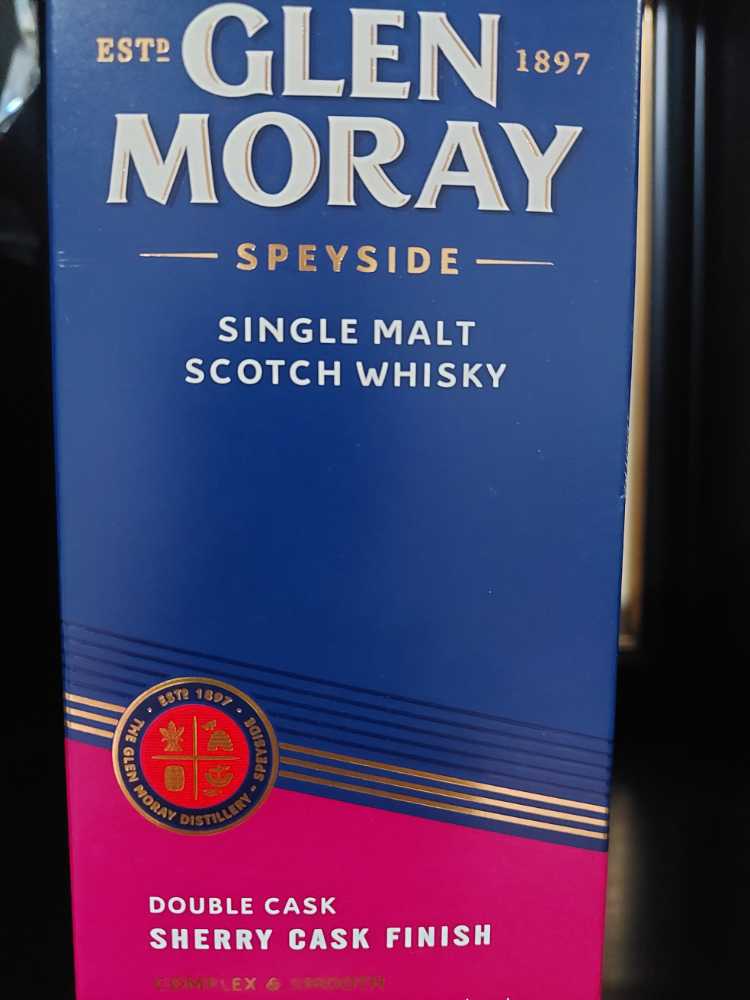 ESTD GLEN 1897
MORAY
SPEYSIDE
SINGLE MALT
SCOTCH WHISKY
· ESTD 1897 ·
THE GLEN MORAY DISTILLERY - SPEYSIDE
DOUBLE CASK
SHERRY CASK FINISH
COMPLEX & SMOOTH